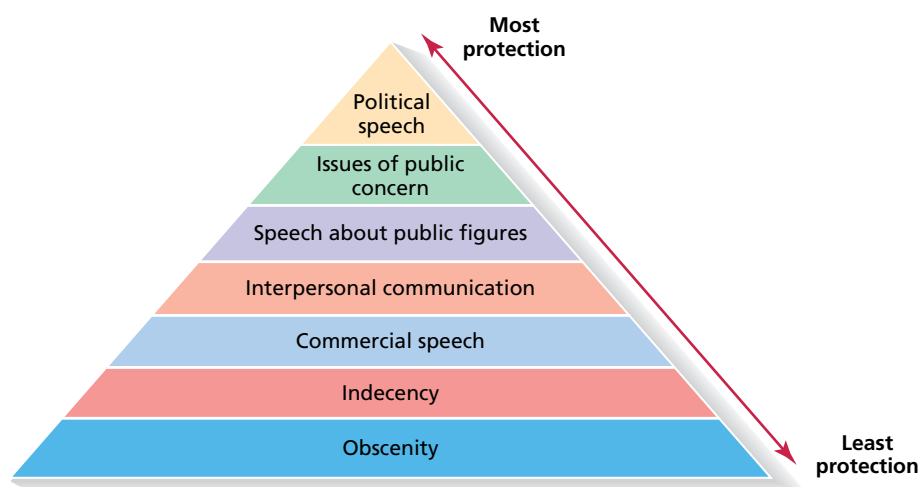 Most
protection
Political
speech
Issues of public
concern
Speech about public figures
Interpersonal communication
Commercial speech
Indecency
Obscenity
Least
protection